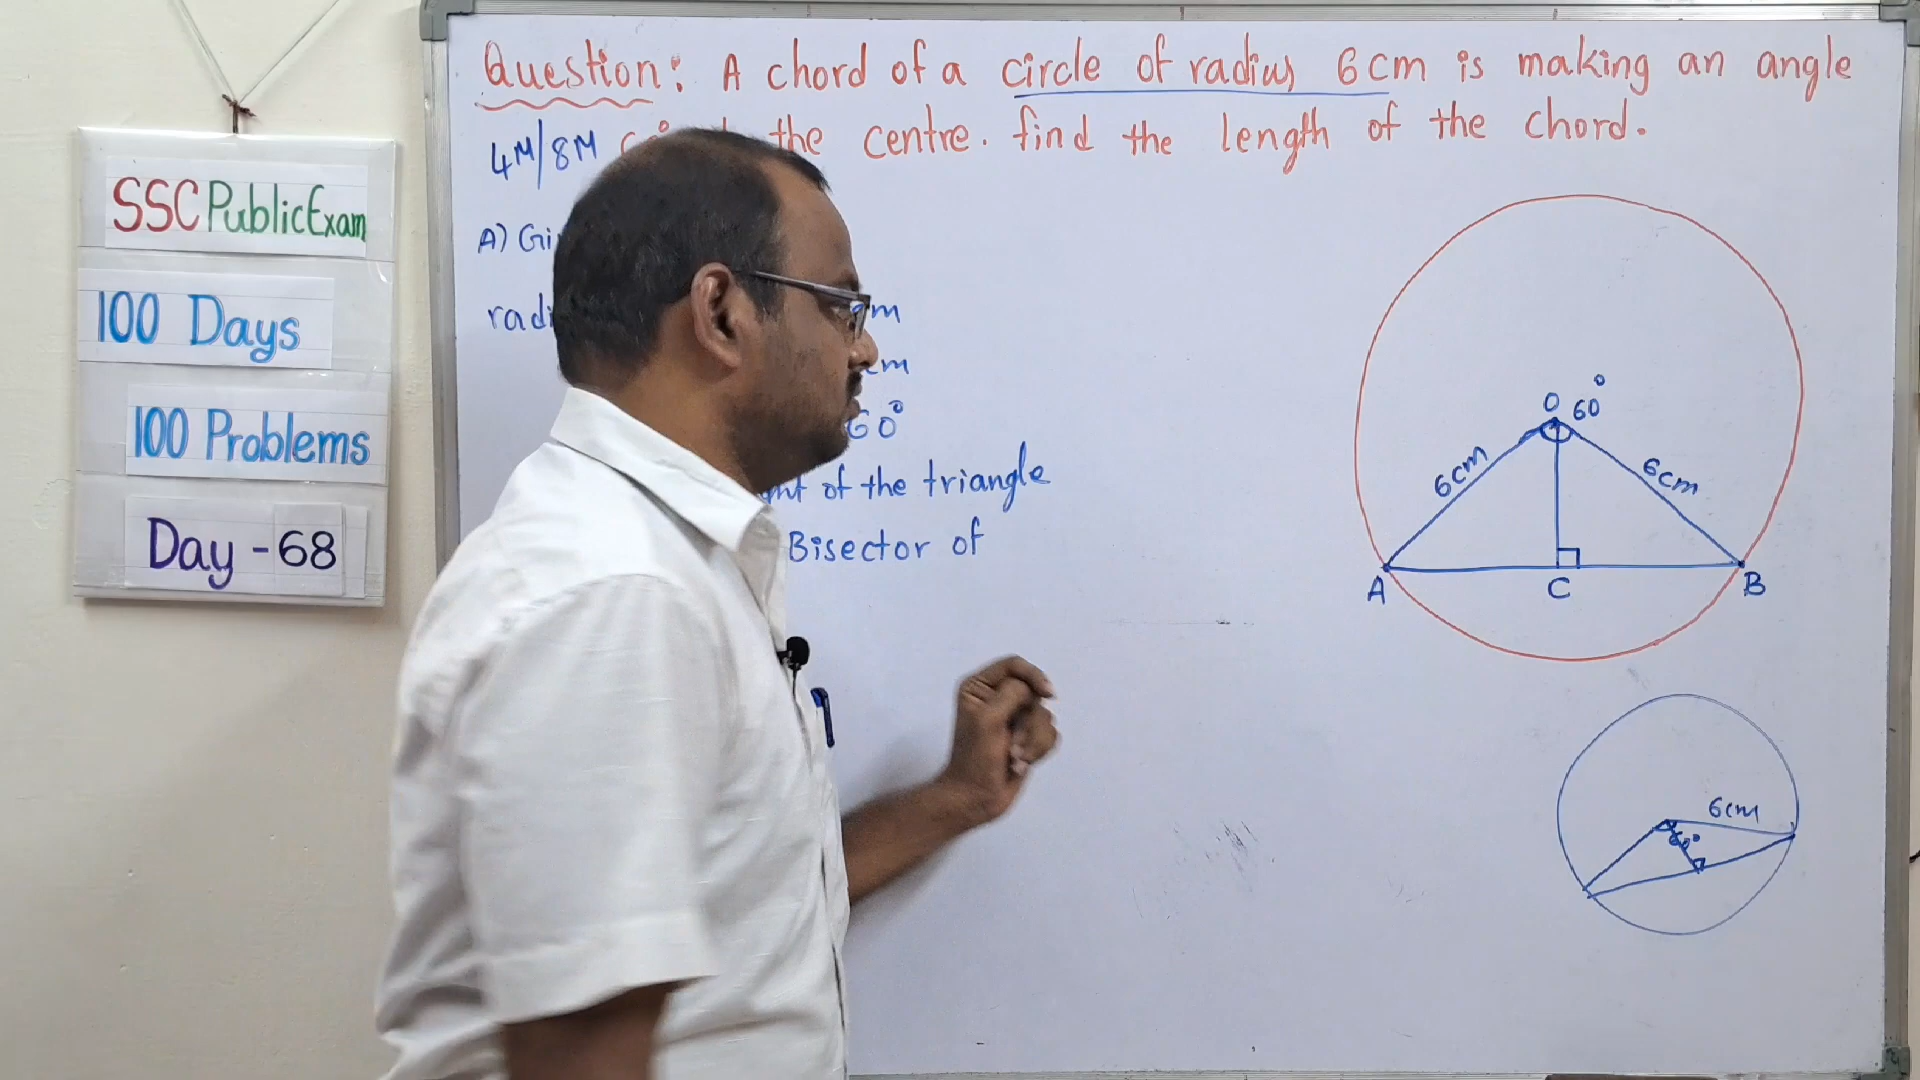 Question: A chord of a circle of radius 6cm is making an angle
4M/8M the centre. find the length of the chord.
A)
cm
cm
60°
of the triangle
Bisector of
SSC Public Exam
100 Days
100 Problems
Day - 68
O 60°
6cm
6cm
A
C
B
6cm
60°